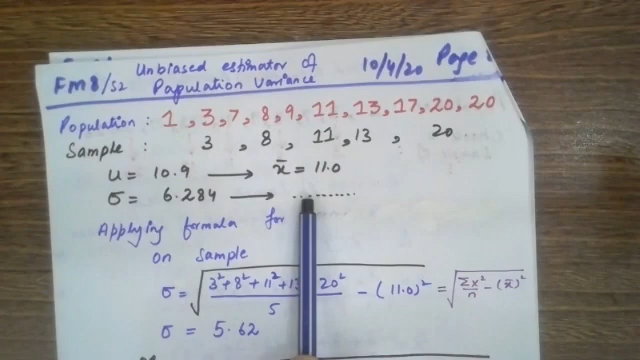 Unbiased estimator of 10/4/20 Page
FM8/S2 Papulation Variance
Population : 1 , 3, 7, 8, 9, 11, 13, 17, 20, 20
Sample : 3 , 8 , 11, 13 , 20
u = 10.9 → x̄ = 11.0
σ = 6.284 → ..........
Applying formula for
on sample
σ = √(3²+8²+11²+13 20² / 5 - (11.0)²) = √(Σx²/n - (x̄)²)
σ = 5.62